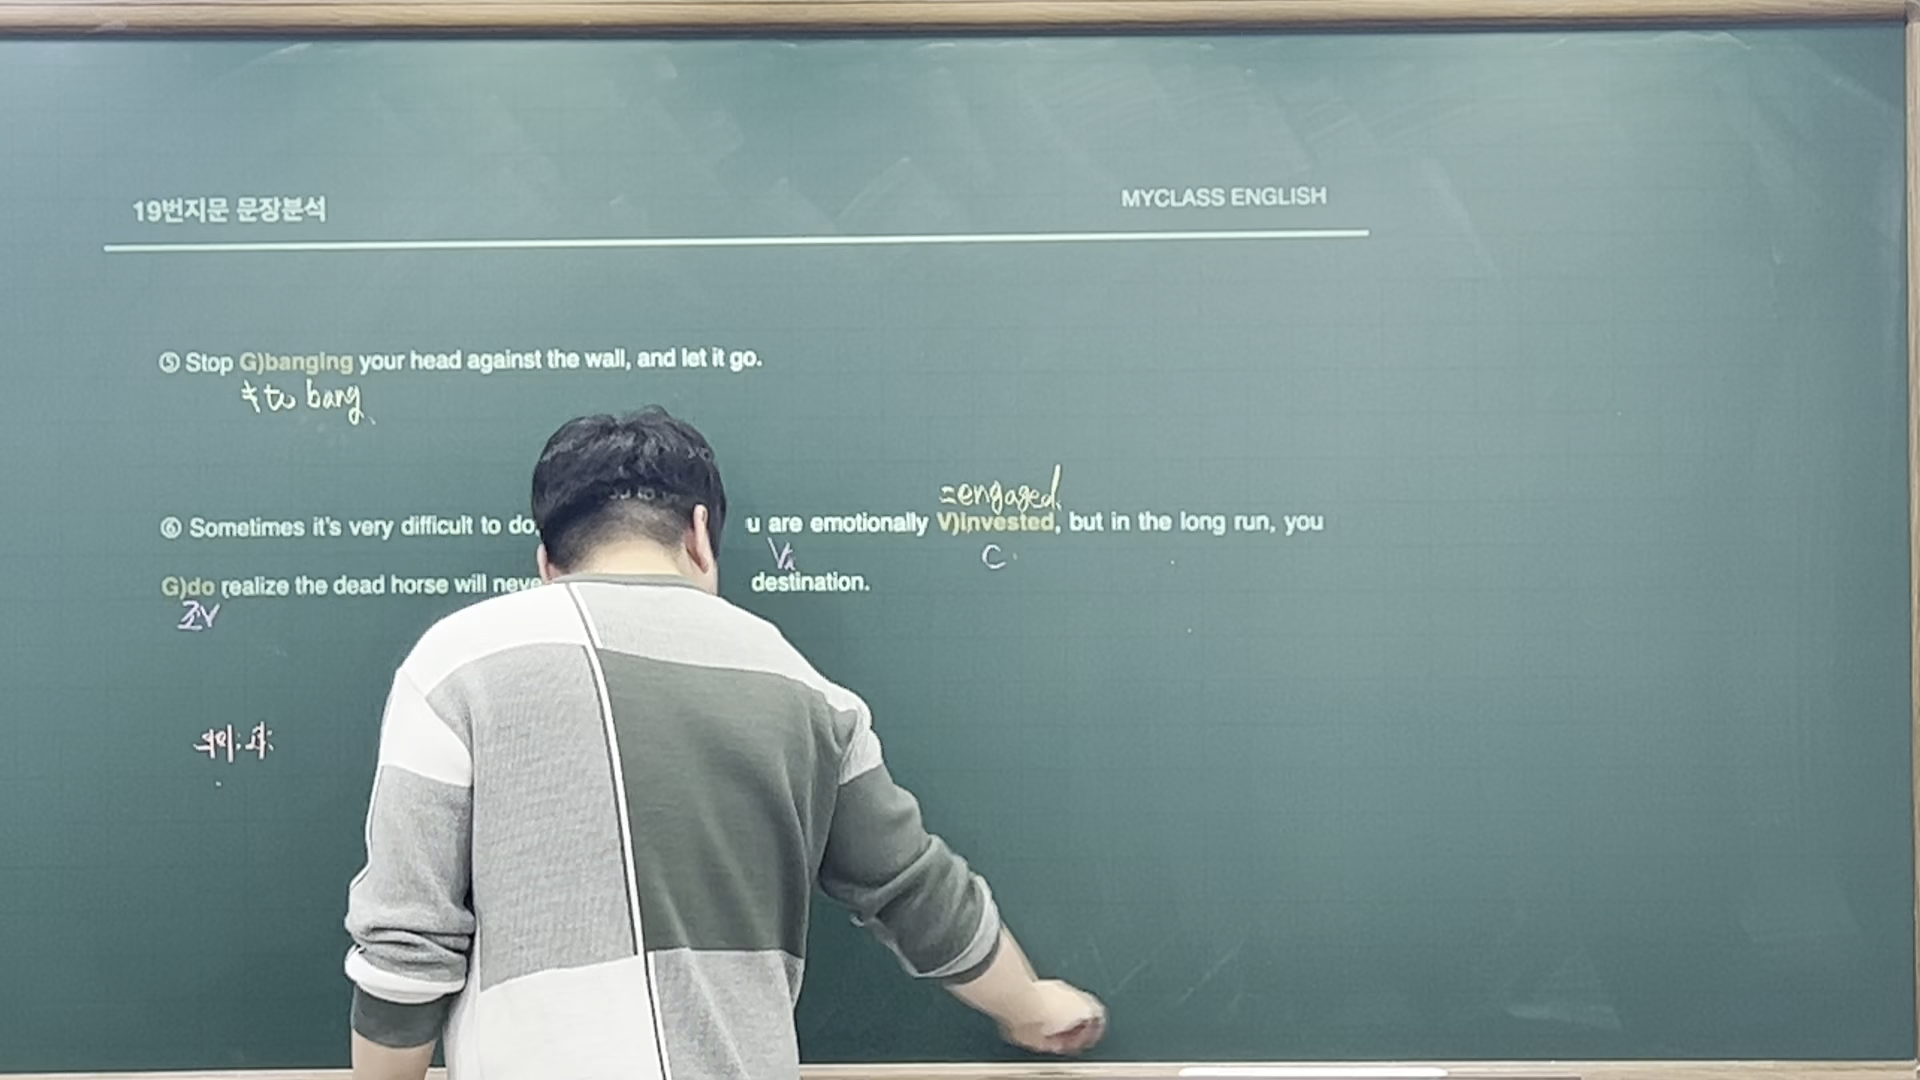 19번지문 문장분석
MYCLASS ENGLISH
⑤ Stop G)banging your head against the wall, and let it go.
≠ to bang
=engaged
⑥ Sometimes it's very difficult to do, u are emotionally V)invested, but in the long run, you
C
G)do realize the dead horse will neve destination.
조V